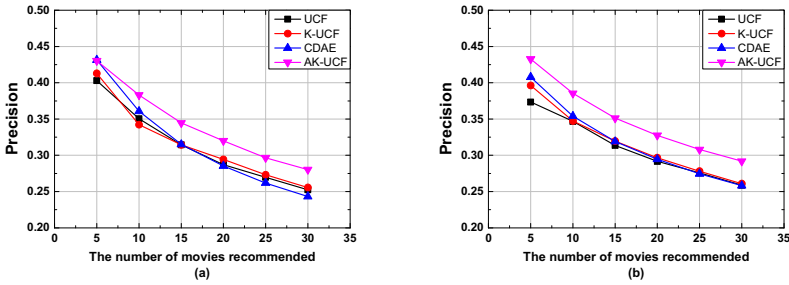 0.50
0.45
0.40
0.35
0.30
0.25
0.20
Precision
0 5 10 15 20 25 30 35
The number of movies recommended
(a)
UCF
K-UCF
CDAE
AK-UCF
0.50
0.45
0.40
0.35
0.30
0.25
0.20
Precision
0 5 10 15 20 25 30 35
The number of movies recommended
(b)
UCF
K-UCF
CDAE
AK-UCF